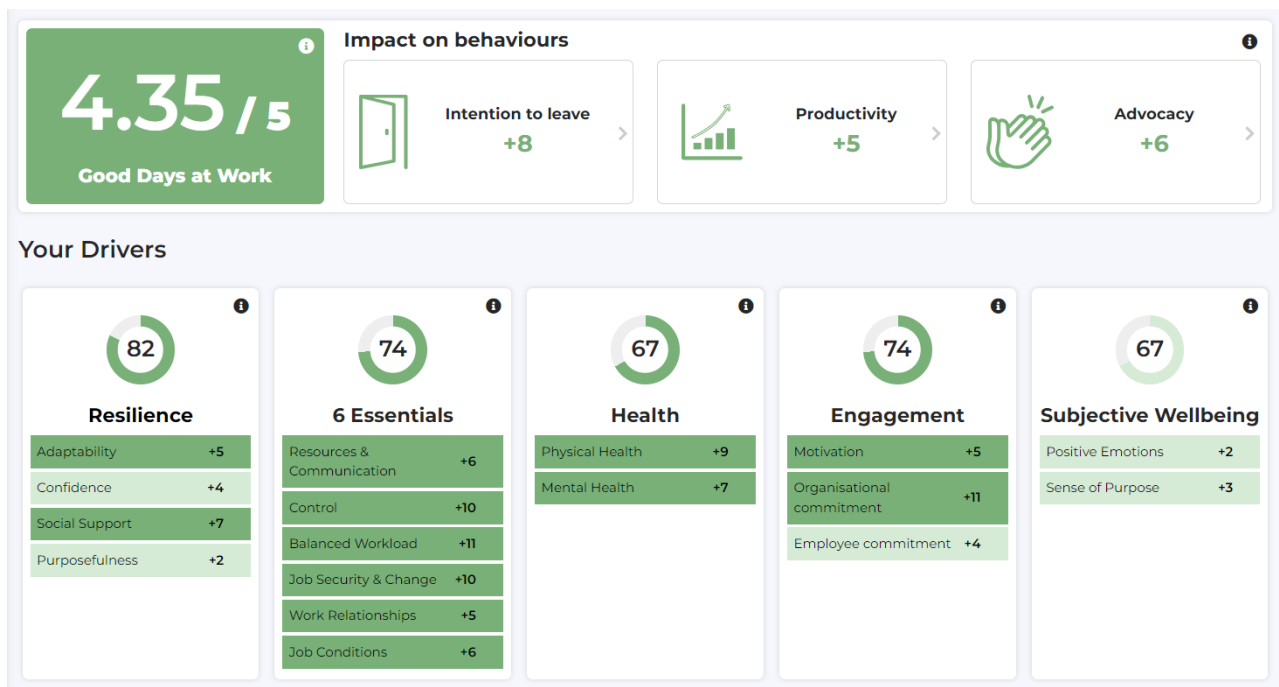 4.35 / 5
Good Days at Work
Impact on behaviours
Intention to leave
+8
Productivity
+5
Advocacy
+6
Your Drivers
82
Resilience
Adaptability +5
Confidence +4
Social Support +7
Purposefulness +2
74
6 Essentials
Resources &
Communication +6
Control +10
Balanced Workload +11
Job Security & Change +10
Work Relationships +5
Job Conditions +6
67
Health
Physical Health +9
Mental Health +7
74
Engagement
Motivation +5
Organisational
commitment +11
Employee commitment +4
67
Subjective Wellbeing
Positive Emotions +2
Sense of Purpose +3